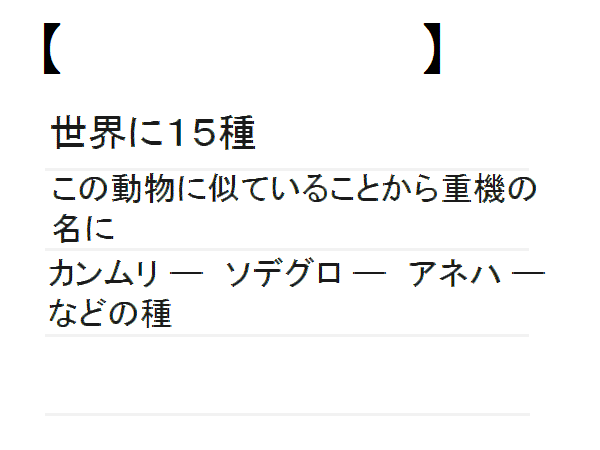 【　　　　　　　　　】
世界に１５種
この動物に似ていることから重機の
名に
カンムリ ―　ソデグロ ―　アネハ ―
などの種